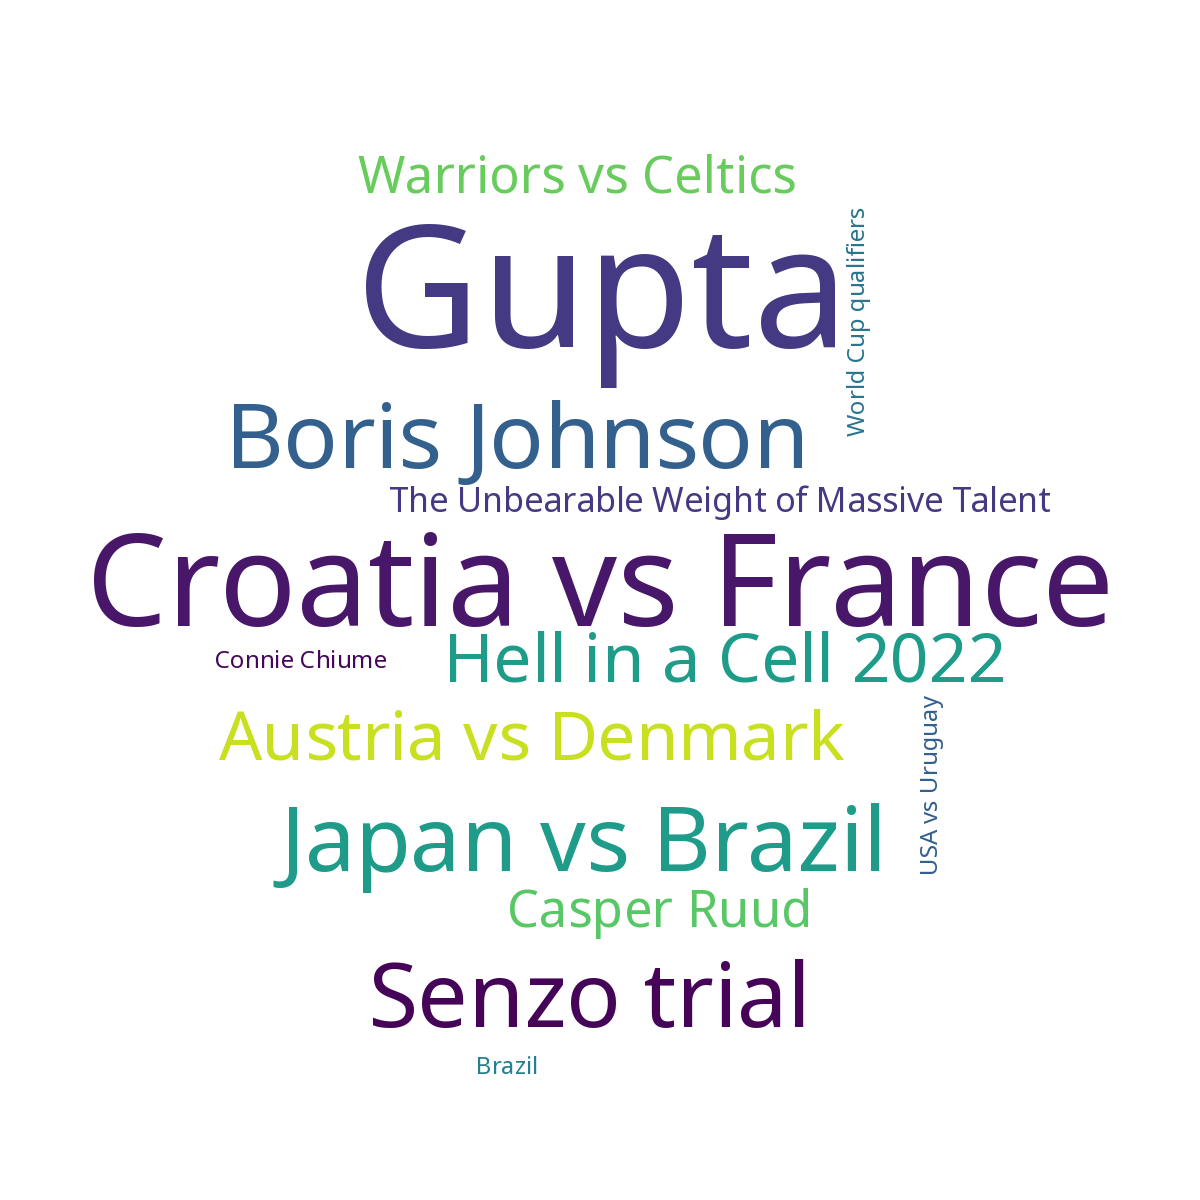 Warriors vs Celtics
Gupta
World Cup qualifiers
Boris Johnson
The Unbearable Weight of Massive Talent
Croatia vs France
Hell in a Cell 2022
Connie Chiume
Austria vs Denmark
USA vs Uruguay
Japan vs Brazil
Casper Ruud
Senzo trial
Brazil